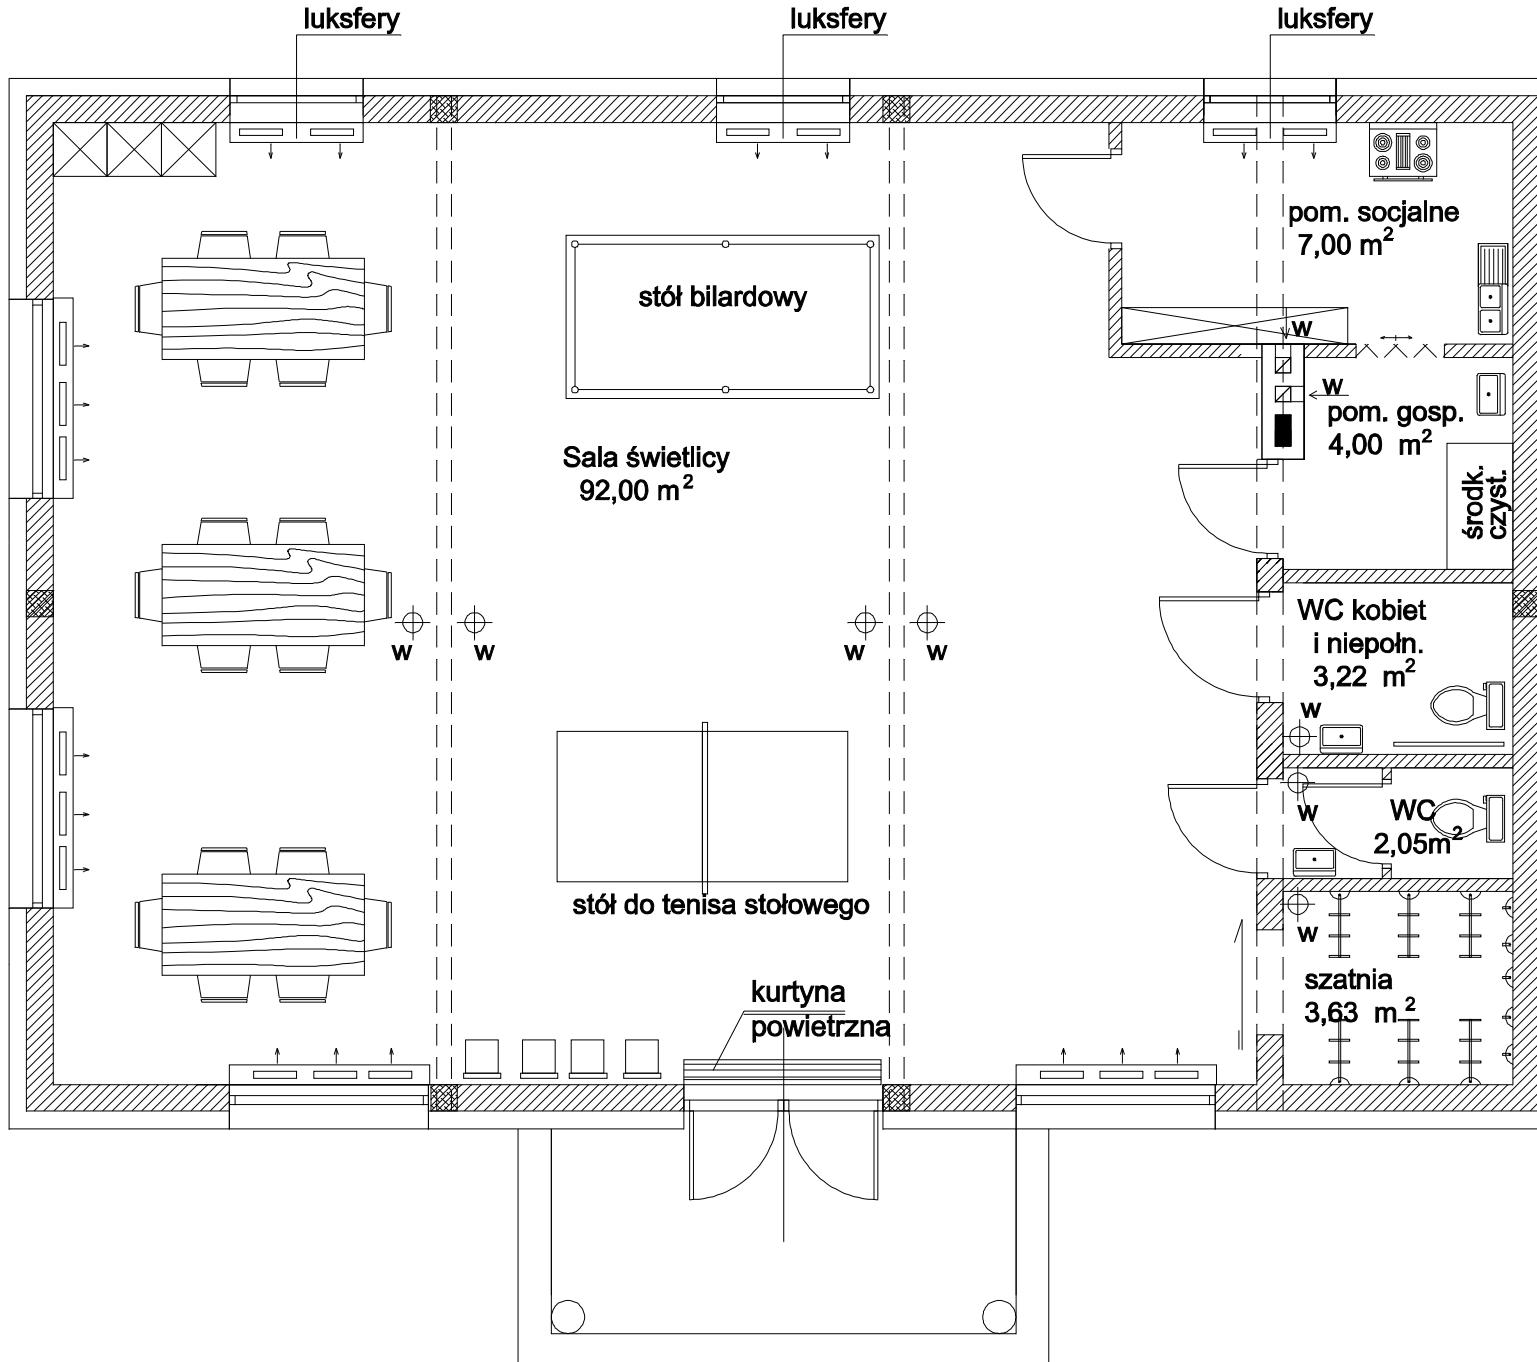 luksfery
luksfery
luksfery
pom. socjalne
7,00 m²
stół bilardowy
w
w
pom. gosp.
4,00 m²
Sala świetlicy
92,00 m²
środk.
czyst.
WC kobiet
i niepołn.
3,22 m²
w
w
w
w
w
w
WC
2,05m²
stół do tenisa stołowego
w
szatnia
3,63 m²
kurtyna
powietrzna